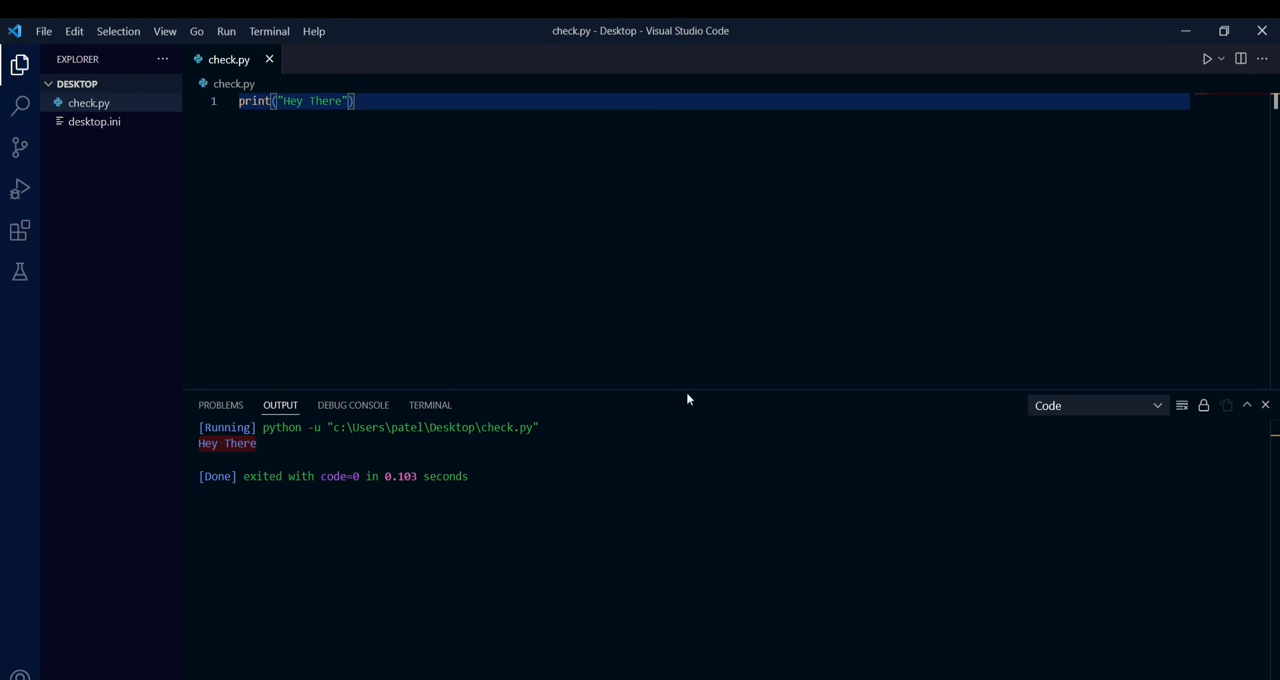 File Edit Selection View Go Run Terminal Help
check.py - Desktop - Visual Studio Code
EXPLORER
check.py
DESKTOP
check.py
desktop.ini
check.py
1 print("Hey There")
PROBLEMS OUTPUT DEBUG CONSOLE TERMINAL
Code
[Running] python -u "c:\Users\patel\Desktop\check.py"
Hey There
[Done] exited with code=0 in 0.103 seconds